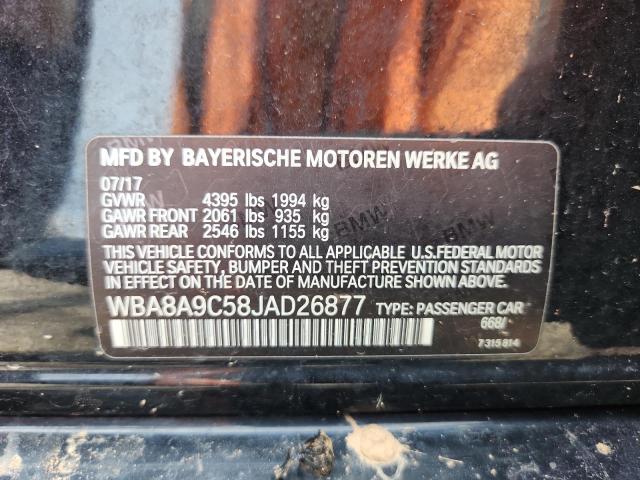 MFD BY BAYERISCHE MOTOREN WERKE AG
07/17
GVWR 4395 lbs 1994 kg
GAWR FRONT 2061 lbs 935 kg
GAWR REAR 2546 lbs 1155 kg
THIS VEHICLE CONFORMS TO ALL APPLICABLE U.S.FEDERAL MOTOR
VEHICLE SAFETY, BUMPER AND THEFT PREVENTION STANDARDS
IN EFFECT ON THE DATE OF MANUFACTURE SHOWN ABOVE.
WBA8A9C58JAD26877 TYPE: PASSENGER CAR
668/
7 315 814